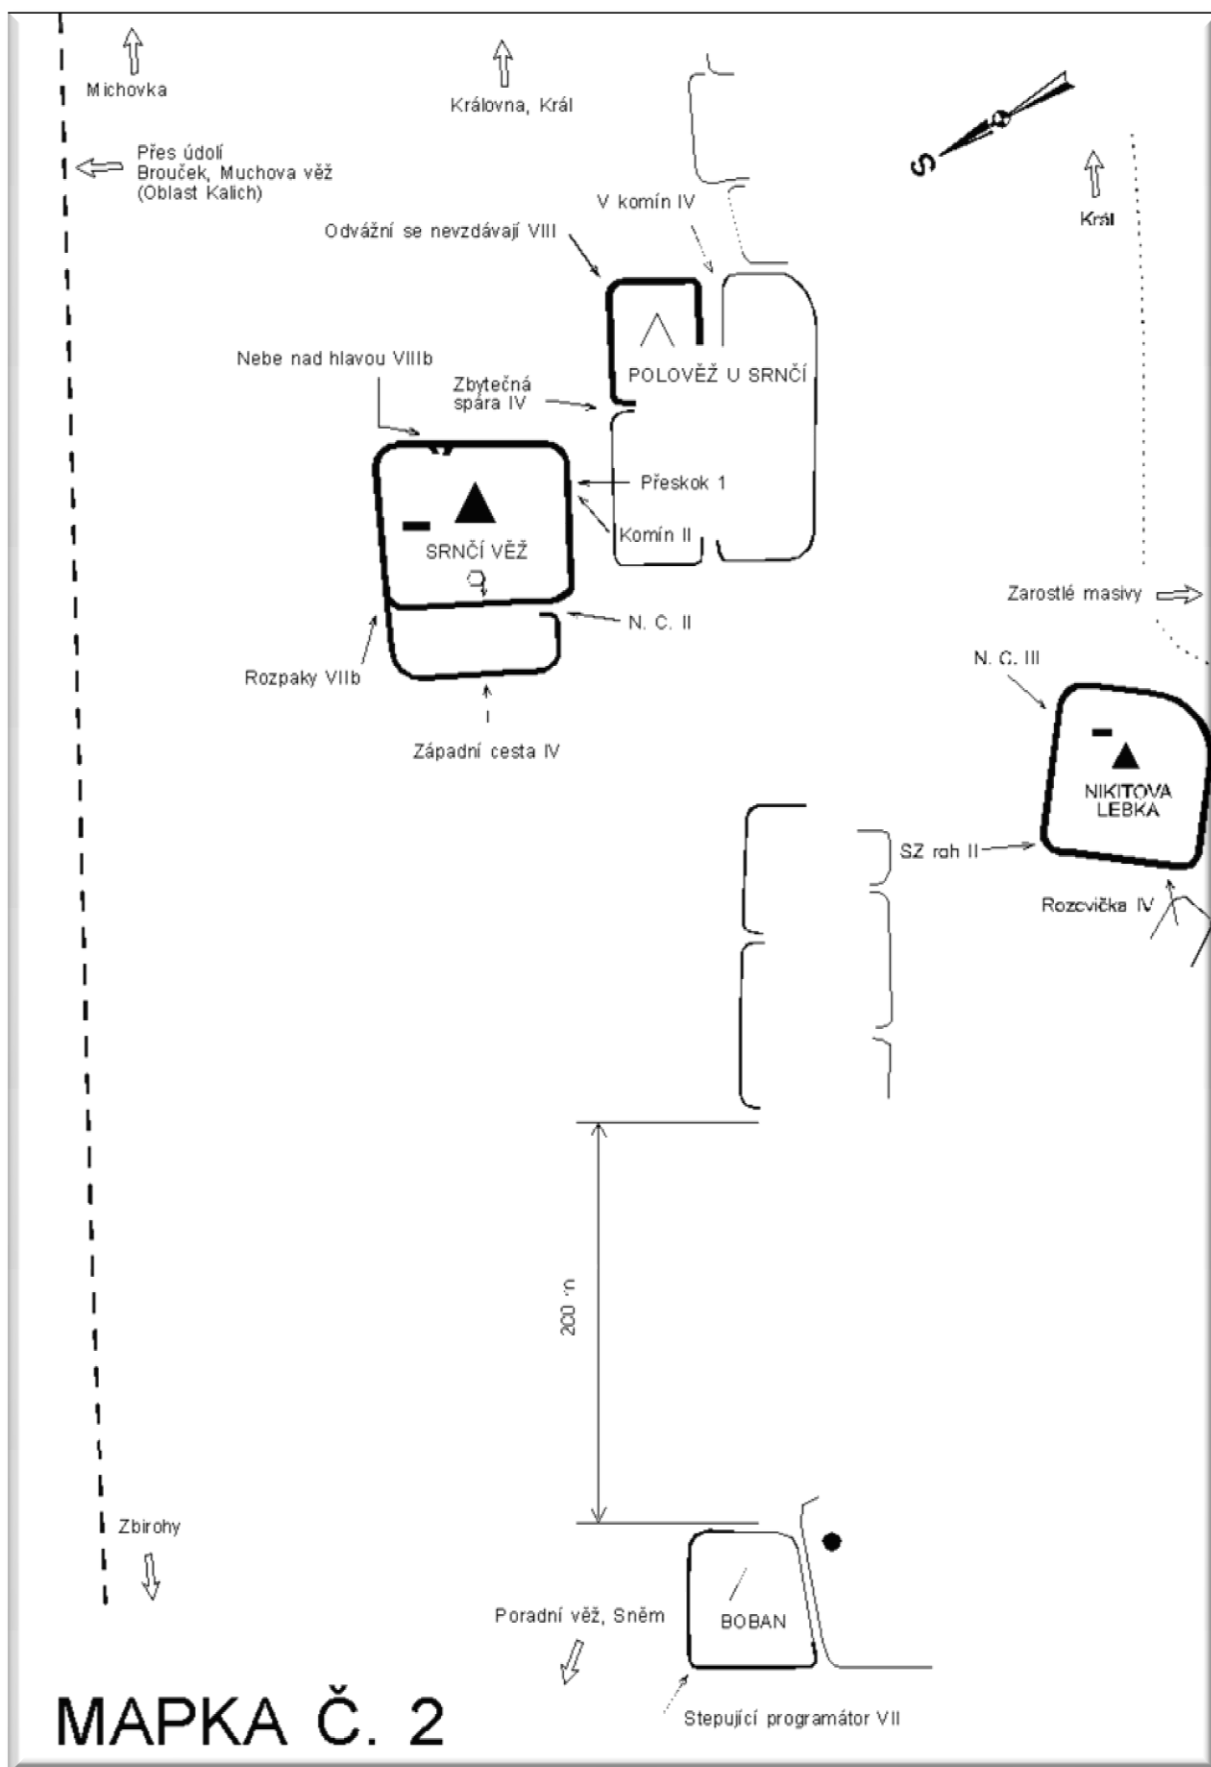 Michovka
Královna, Král
Přes údolí
Brouček, Muchova věž
(Oblast Kalich)
S
V komín IV
Král
Odvážní se nevzdávají VIII
Nebe nad hlavou VIIIb
POLOVĚŽ U SRNČÍ
Zbytečná
spára IV
Přeskok 1
Komín II
SRNČÍ VĚŽ
Zarostlé masivy
N. C. II
N. C. III
Rozpaky VIIb
Západní cesta IV
NIKITOVA
LEBKA
SZ roh II
Rozcvička IV
200 m
Zbirohy
Poradní věž, Sněm
BOBAN
Stepující programátor VII
MAPKA Č. 2